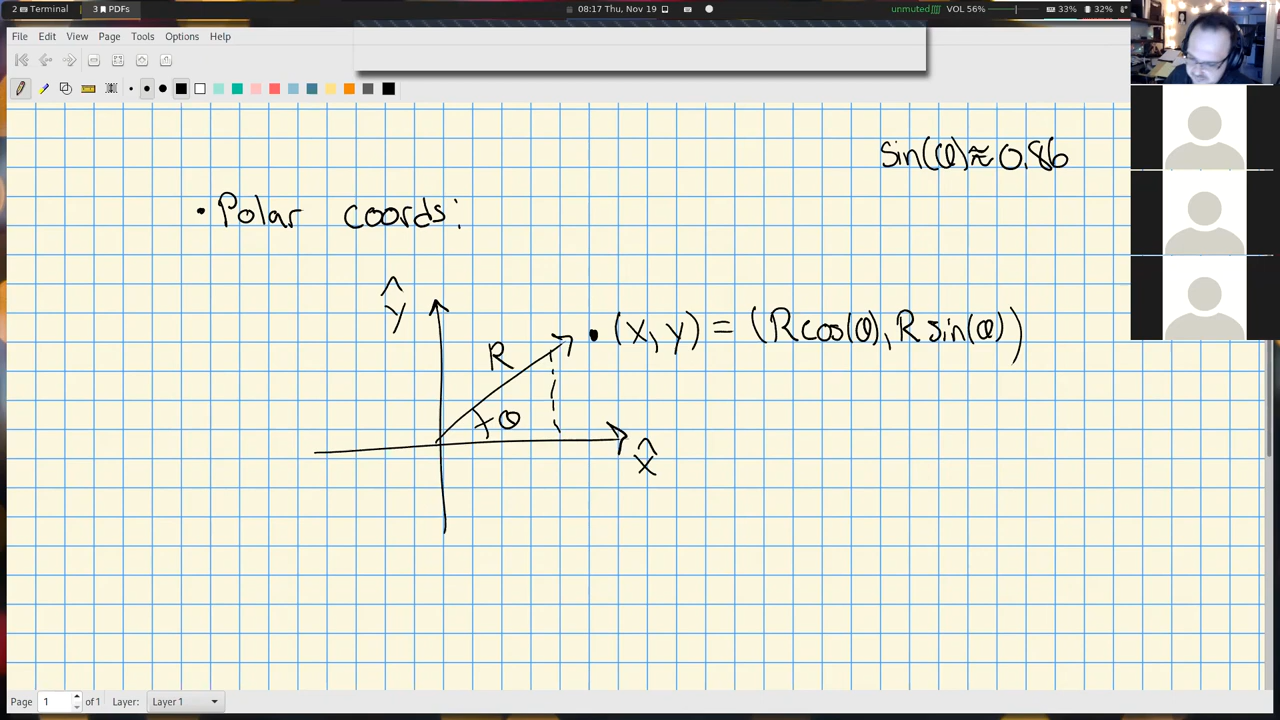 2 Terminal 3 PDFs 08:17 Thu, Nov 19 unmuted VOL 56% 33% 32%
File Edit View Page Tools Options Help
sin(θ)≈0.86
• Polar coords:
ŷ
• (x, y) = (R cos(θ), R sin(θ))
R
θ
x̂
Page 1 of 1 Layer: Layer 1